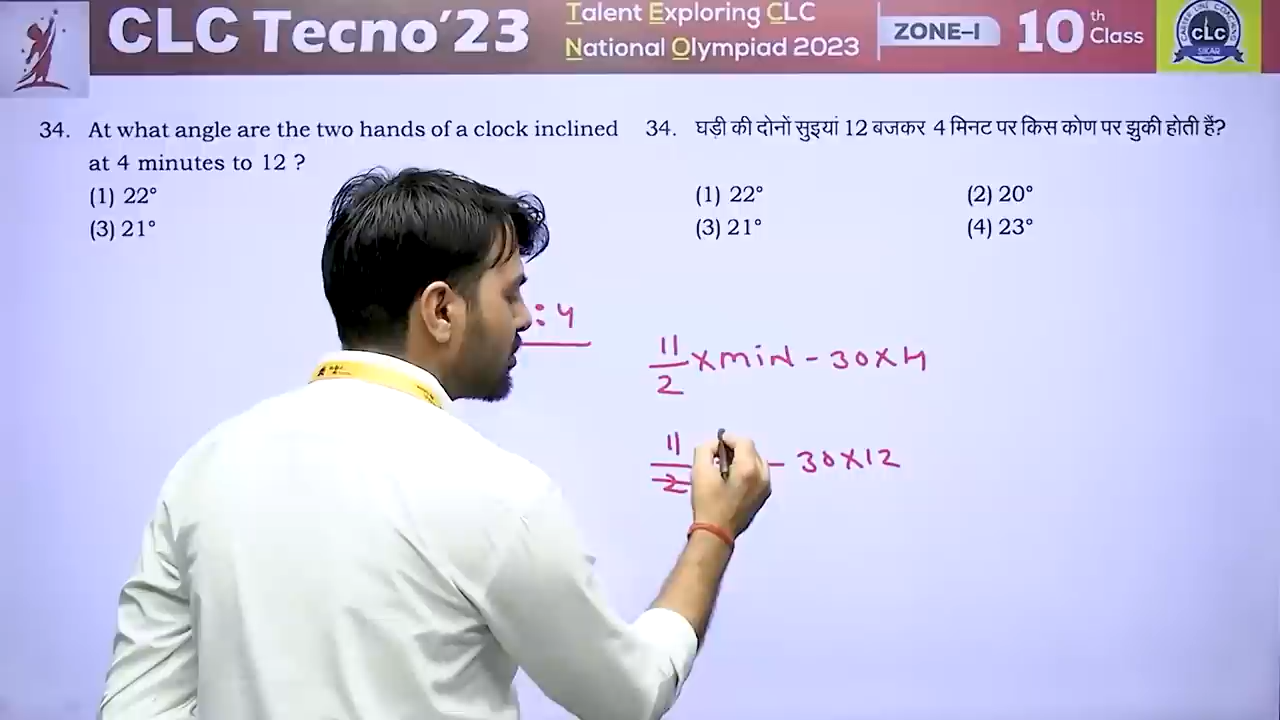 CLC Tecno'23
Talent Exploring CLC
National Olympiad 2023
ZONE–I
10th Class
CLC
SIKAR
34. At what angle are the two hands of a clock inclined
at 4 minutes to 12 ?
(1) 22°
(3) 21°
34. घड़ी की दोनों सुइयां 12 बजकर 4 मिनट पर किस कोण पर झुकी होती हैं?
(1) 22° (2) 20°
(3) 21° (4) 23°
: 4
11/2 × min - 30 × H
11/2 - 30 × 12